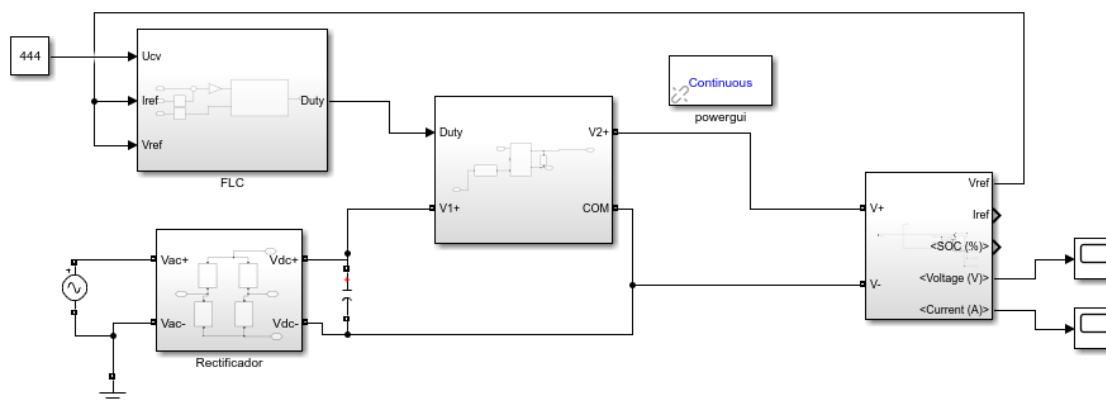 444
Ucv
Iref
Vref
Duty
FLC
Continuous
powergui
Duty
V1+
V2+
COM
Vac+
Vac-
Vdc+
Vdc-
Rectificador
+
+
V+
V-
Vref
Iref
<SOC (%)>
<Voltage (V)>
<Current (A)>